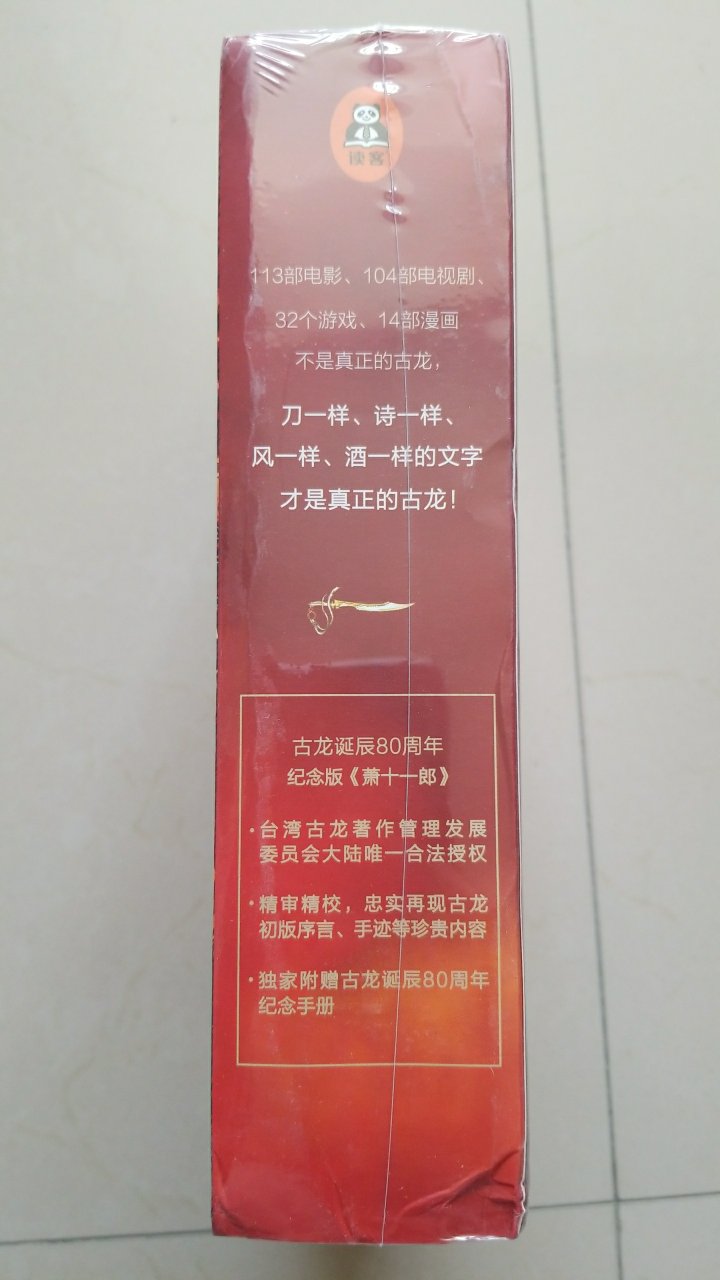 读客
113部电影、104部电视剧、
32个游戏、14部漫画
不是真正的古龙，
刀一样、诗一样、
风一样、酒一样的文字
才是真正的古龙！
古龙诞辰80周年
纪念版《萧十一郎》
·台湾古龙著作管理发展
委员会大陆唯一合法授权
·精审精校，忠实再现古龙
初版序言、手迹等珍贵内容
·独家附赠古龙诞辰80周年
纪念手册